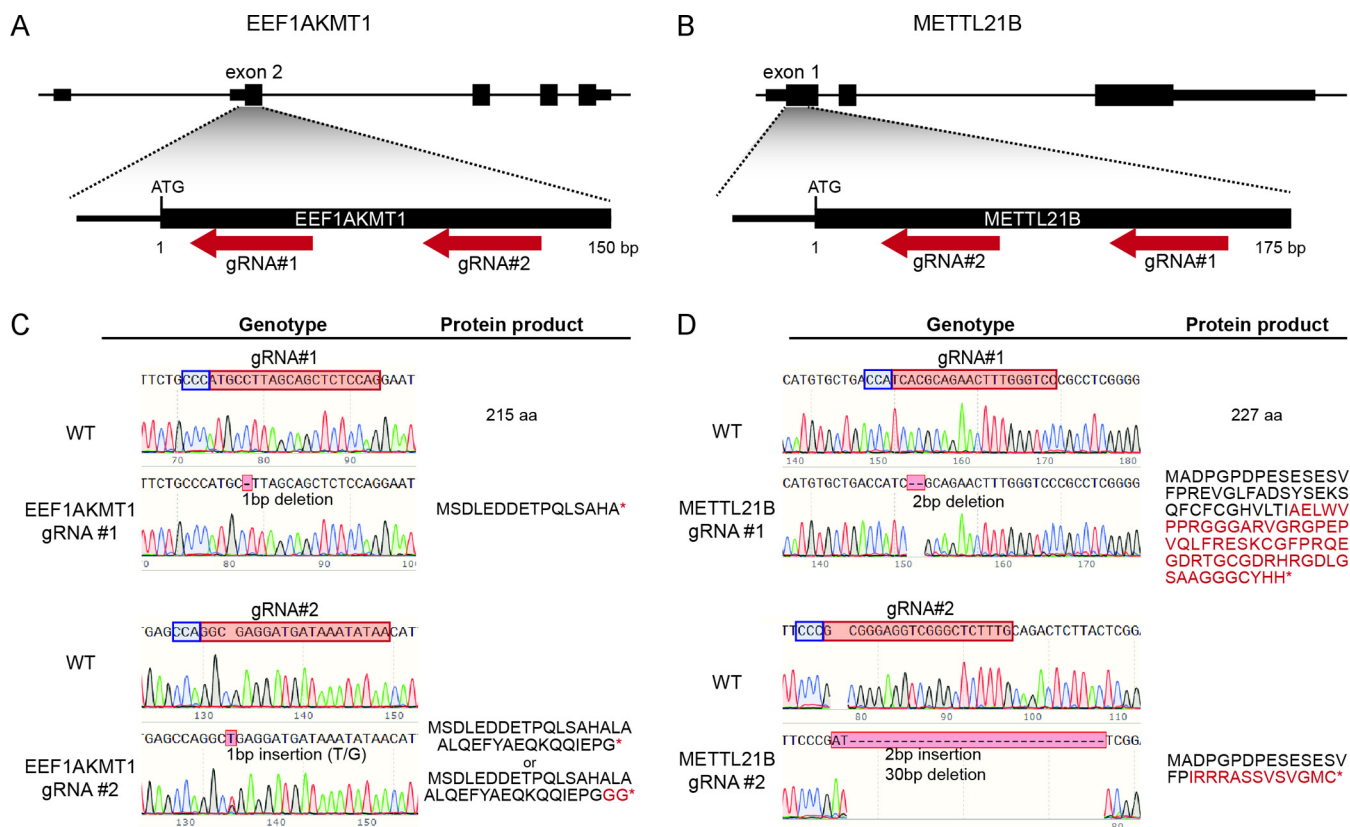 A
EEF1AKMT1
exon 2
ATG
EEF1AKMT1
1
gRNA#1
gRNA#2
150 bp
B
METTL21B
exon 1
ATG
METTL21B
1
gRNA#2
gRNA#1
175 bp
C
Genotype
Protein product
gRNA#1
TTCTGCCCATGCCTTAGCAGCTCTCCAGGAAT
WT
215 aa
70 80 90
TTCTGCCCATGC-TTAGCAGCTCTCCAGGAAT
1bp deletion
EEF1AKMT1
gRNA #1
MSDLEDDETPQLSAHA*
80 90
gRNA#2
GAGCCAGGC GAGGATGATAAATATAACATT
WT
130 140 150
GAGCCAGGCTGAGGATGATAAATATAACATT
1bp insertion (T/G)
EEF1AKMT1
gRNA #2
MSDLEDDETPQLSAHALA
ALQEFYAEQKQQIEPG*
or
MSDLEDDETPQLSAHALA
ALQEFYAEQKQQIEPGGG*
130 140 150
D
Genotype
Protein product
gRNA#1
CATGTGCTGACCATCACGCAGAACTTTGGGTCCCGCCTCGGGG
WT
227 aa
140 150 160 170 180
CATGTGCTGACCATC--GCAGAACTTTGGGTCCCGCCTCGGGG
2bp deletion
METTL21B
gRNA #1
MADPGPDPESESESV
FPREVGLFADSYSEKS
QFCFCGHVLTIAELWV
PPRGGGARVGRGPEP
VQLFRESKCGFPRQE
GDRTGCGDRHRGDLG
SAAGGGCYHH*
140 150 160 170
gRNA#2
TTCCCG CGGGAGGTCGGGCTCTTTGCAGACTCTTACTCGG
WT
80 90 100 110
TTCCCGAT------------------------------TCGG
2bp insertion
30bp deletion
METTL21B
gRNA #2
MADPGPDPESESESV
FPIRRRASSVSVGMC*